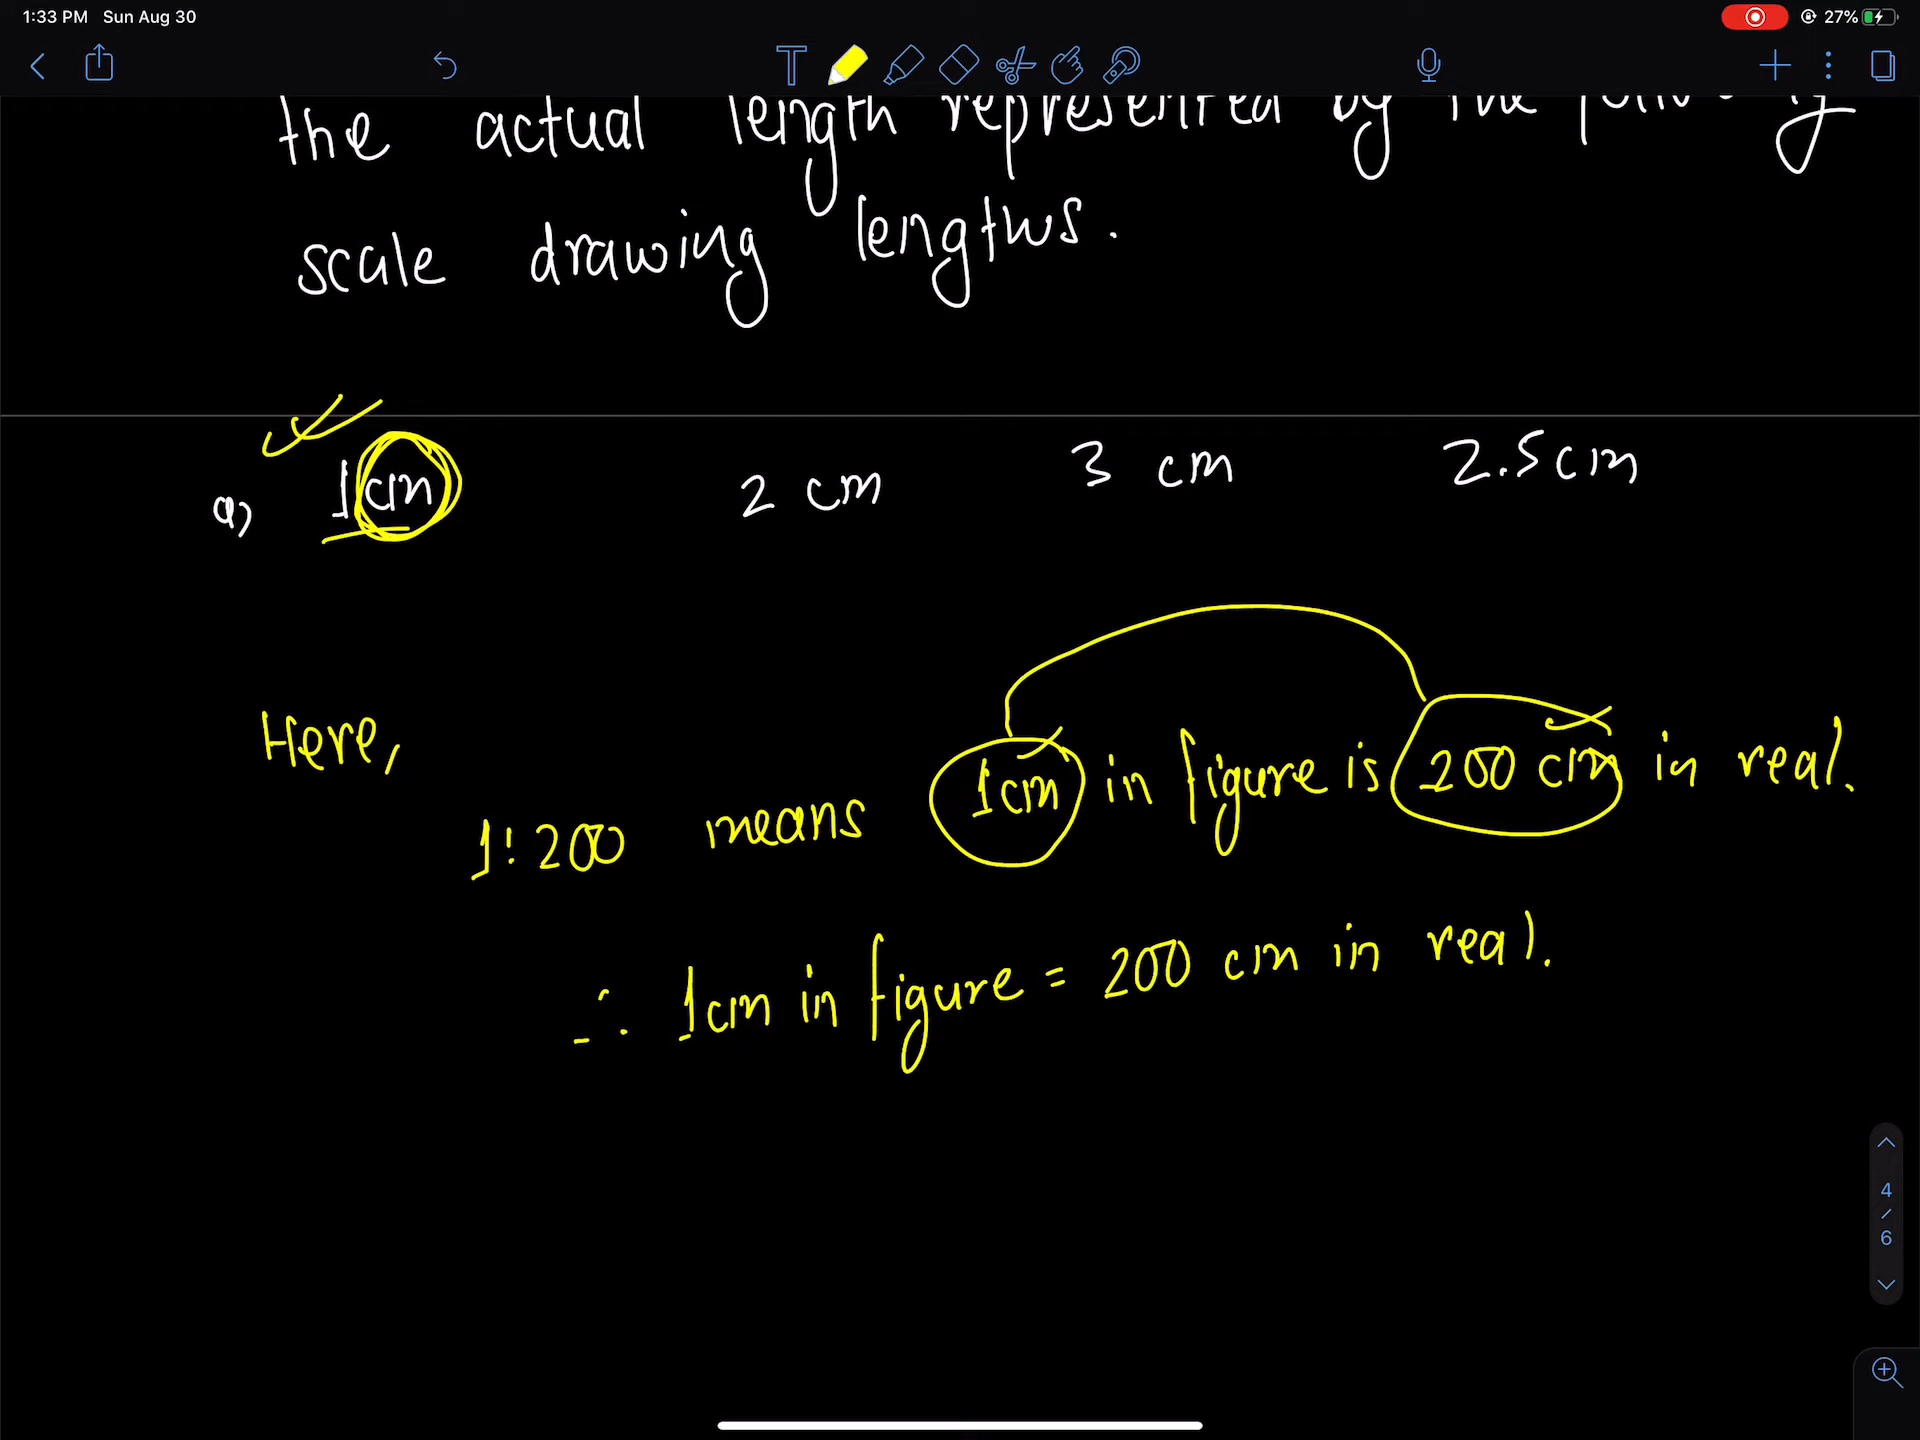 1:33 PM Sun Aug 30 27%
the actual length represented by the following
scale drawing lengths.
a) 1cm 2 cm 3 cm 2.5cm
Here,
1:200 means 1cm in figure is 200 cm in real.
∴ 1cm in figure = 200 cm in real.
4
/
6